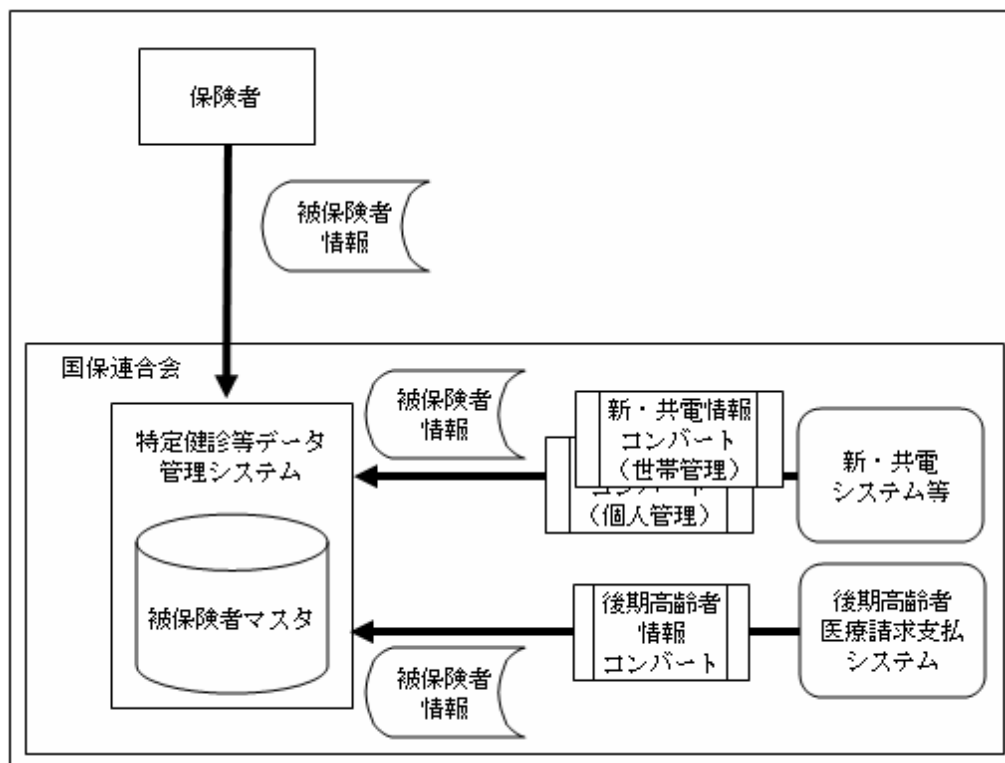 保険者
被保険者
情報
国保連合会
特定健診等データ
管理システム
被保険者マスタ
被保険者
情報
新・共電情報
コンバート
（世帯管理）
コンバート
（個人管理）
新・共電
システム等
被保険者
情報
後期高齢者
情報
コンバート
後期高齢者
医療請求支払
システム